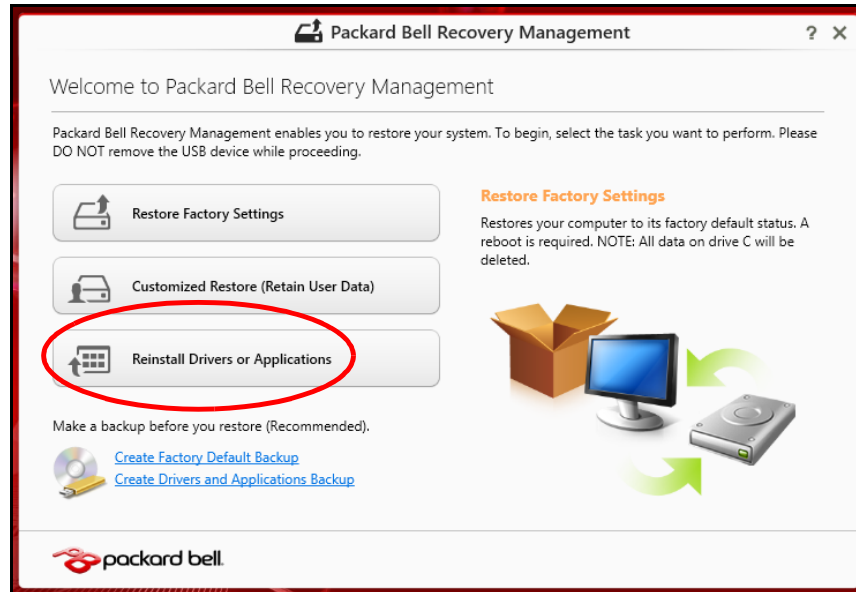 Packard Bell Recovery Management
? X
Welcome to Packard Bell Recovery Management
Packard Bell Recovery Management enables you to restore your system. To begin, select the task you want to perform. Please
DO NOT remove the USB device while proceeding.
Restore Factory Settings
Customized Restore (Retain User Data)
Reinstall Drivers or Applications
Make a backup before you restore (Recommended).
Create Factory Default Backup
Create Drivers and Applications Backup
Restore Factory Settings
Restores your computer to its factory default status. A
reboot is required. NOTE: All data on drive C will be
deleted.
packard bell.